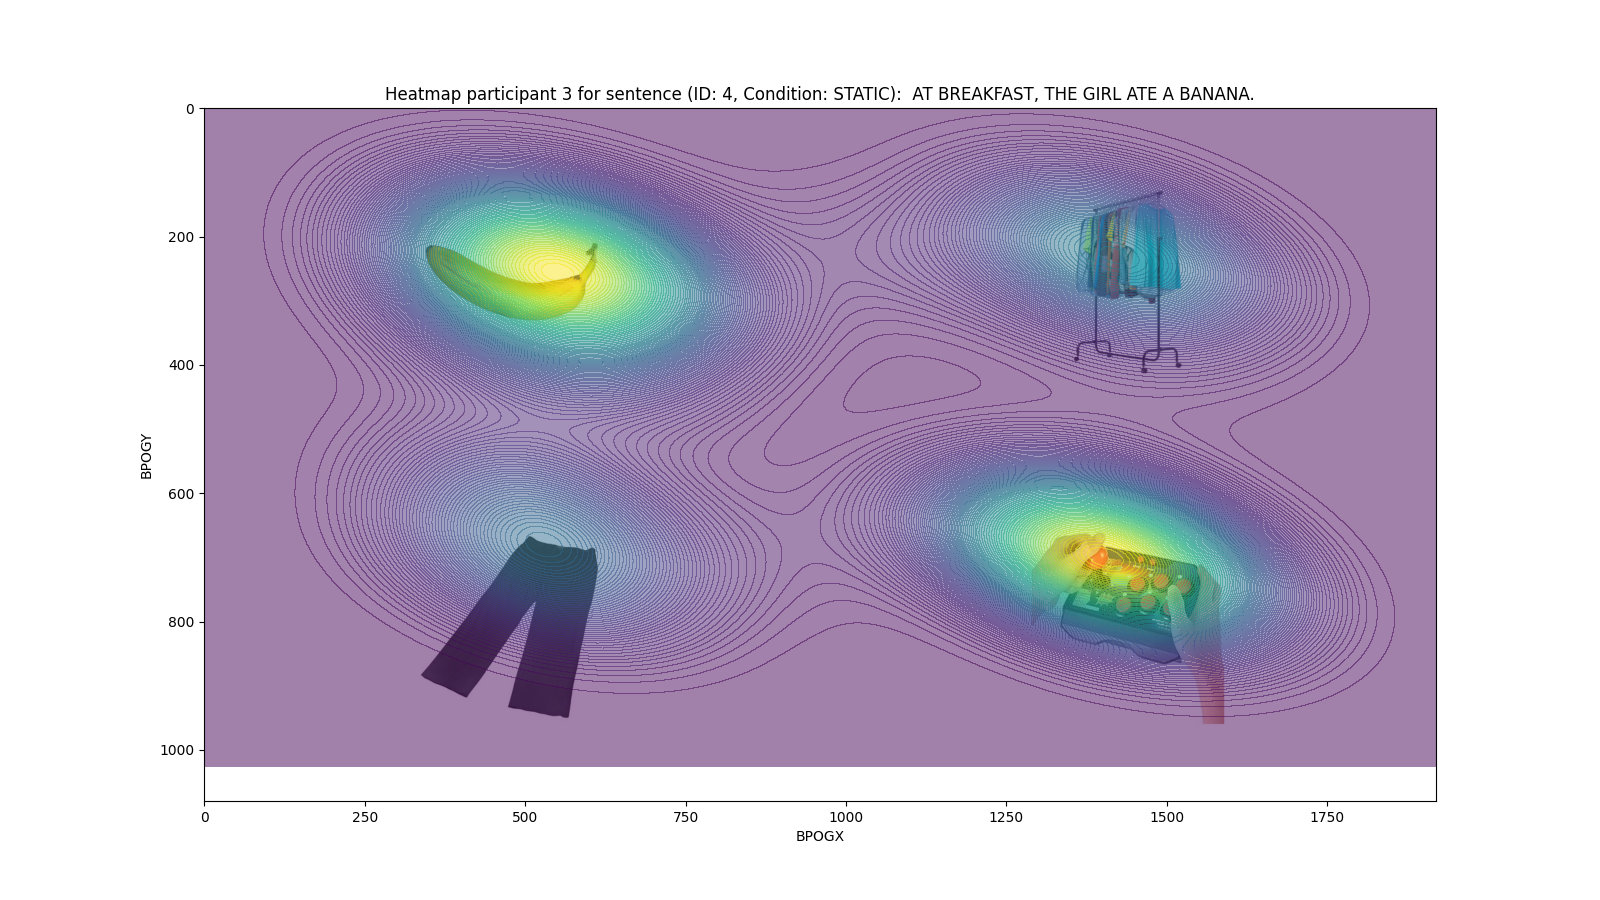 Heatmap participant 3 for sentence (ID: 4, Condition: STATIC):  AT BREAKFAST, THE GIRL ATE A BANANA.
0
200
400
600
800
1000
BPOGY
0 250 500 750 1000 1250 1500 1750
BPOGX